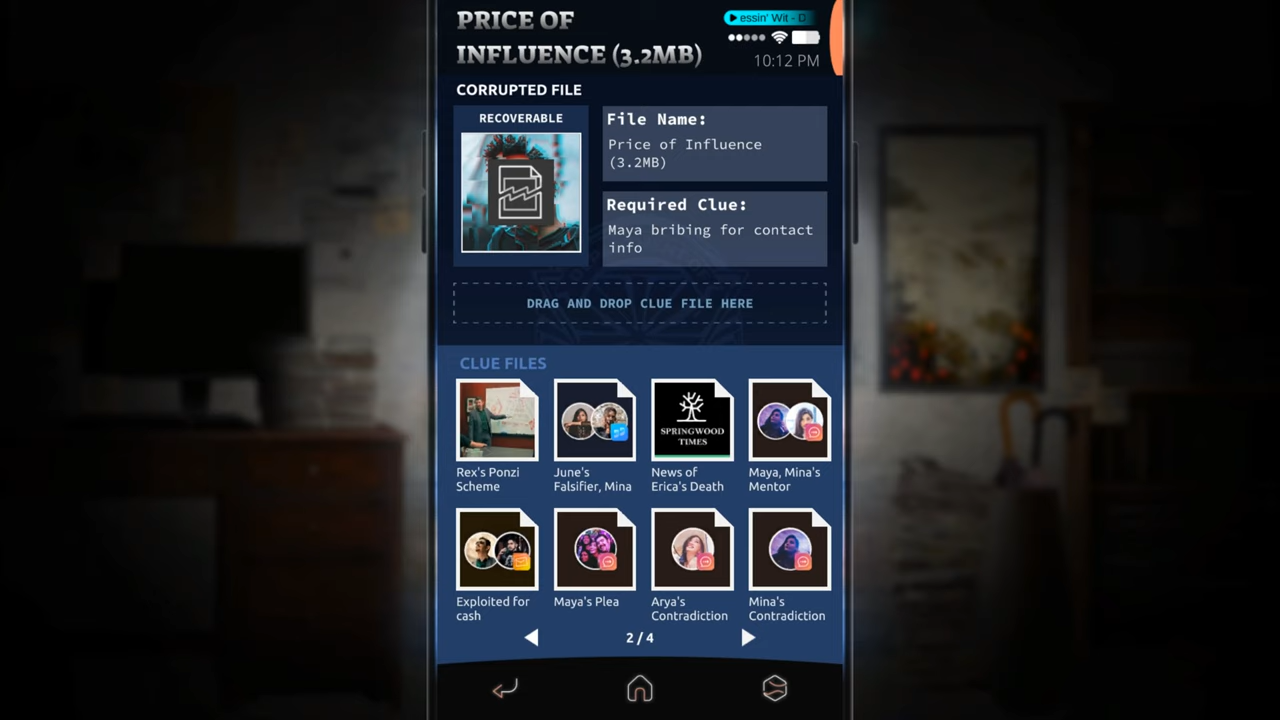 PRICE OF
INFLUENCE (3.2MB)
essin' Wit - D
10:12 PM
CORRUPTED FILE
RECOVERABLE
File Name:
Price of Influence
(3.2MB)
Required Clue:
Maya bribing for contact
info
DRAG AND DROP CLUE FILE HERE
CLUE FILES
SPRINGWOOD
TIMES
Rex's Ponzi
Scheme
June's
Falsifier, Mina
News of
Erica's Death
Maya, Mina's
Mentor
Exploited for
cash
Maya's Plea
Arya's
Contradiction
Mina's
Contradiction
2 / 4